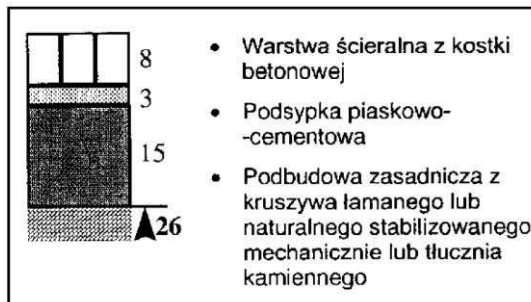 8
3
15
26
• Warstwa ścieralna z kostki
betonowej
• Podsypka piaskowo-
-cementowa
• Podbudowa zasadnicza z
kruszywa łamanego lub
naturalnego stabilizowanego
mechanicznie lub tłucznia
kamiennego